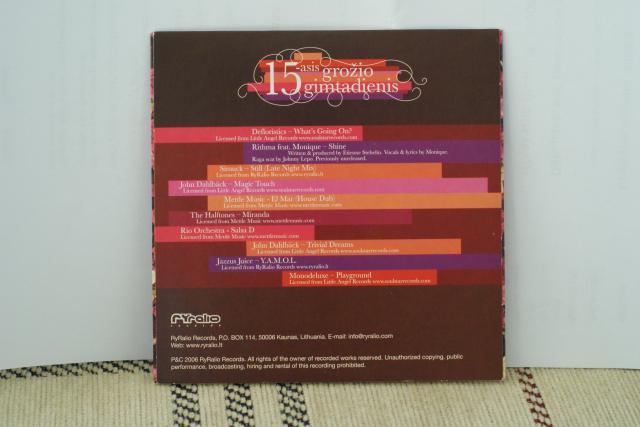 15-asis grožio
gimtadienis
Defloristics – What's Going On?
Licensed from Little Angel Records www.soulstarrecords.com
Rithma feat. Monique – Shine
Written & produced by Etienne Stehelin. Vocals & lyrics by Monique.
Raga scat by Johnny Lepo. Previously unreleased.
– Still (Late Night Mix)
Licensed from RyRalio Records www.ryralio.lt
John Dahlbäck – Magic Touch
Licensed from Little Angel Records www.soulstarrecords.com
Mettle Music - El Mar (House Dub)
Licensed from Mettle Music www.mettlemusic.com
The Halftones – Miranda
Licensed from Mettle Music www.mettlemusic.com
Rio Orchestra - Salsa D
Licensed from Mettle Music www.mettlemusic.com
John Dahlbäck – Trivial Dreams
Licensed from Little Angel Records www.soulstarrecords.com
Jazzus Juice – Y.A.M.O.L.
Licensed from RyRalio Records www.ryralio.lt
Monodeluxe – Playground
Licensed from Little Angel Records www.soulstarrecords.com
RyRalio
records
RyRalio Records, P.O. BOX 114, 50006 Kaunas, Lithuania. E-mail: info@ryralio.com
Web: www.ryralio.lt
P&C 2006 RyRalio Records. All rights of the owner of recorded works reserved. Unauthorized copying, public
performance, broadcasting, hiring and rental of this recording prohibited.